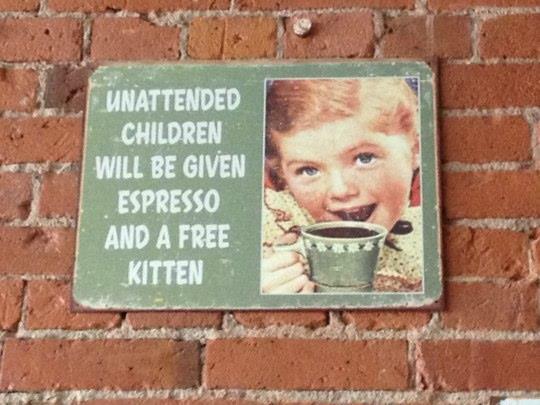 UNATTENDED
CHILDREN
WILL BE GIVEN
ESPRESSO
AND A FREE
KITTEN